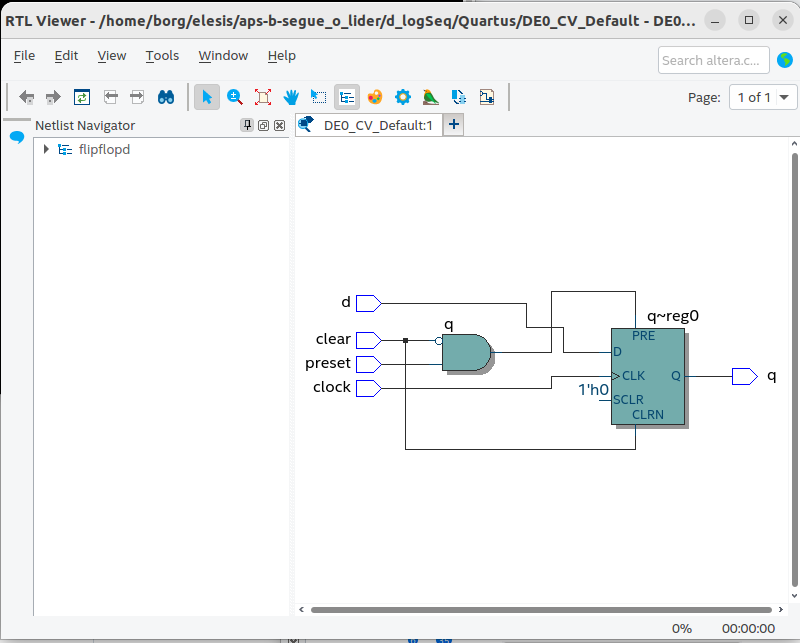 RTL Viewer - /home/borg/elesis/aps-b-segue_o_lider/d_logSeq/Quartus/DE0_CV_Default - DE0...
File Edit View Tools Window Help
Search altera.c...
Page: 1 of 1
Netlist Navigator
DE0_CV_Default:1
flipflopd
d
q
q~reg0
clear
PRE
preset
D
clock
CLK
Q
q
1'h0
SCLR
CLRN
0% 00:00:00